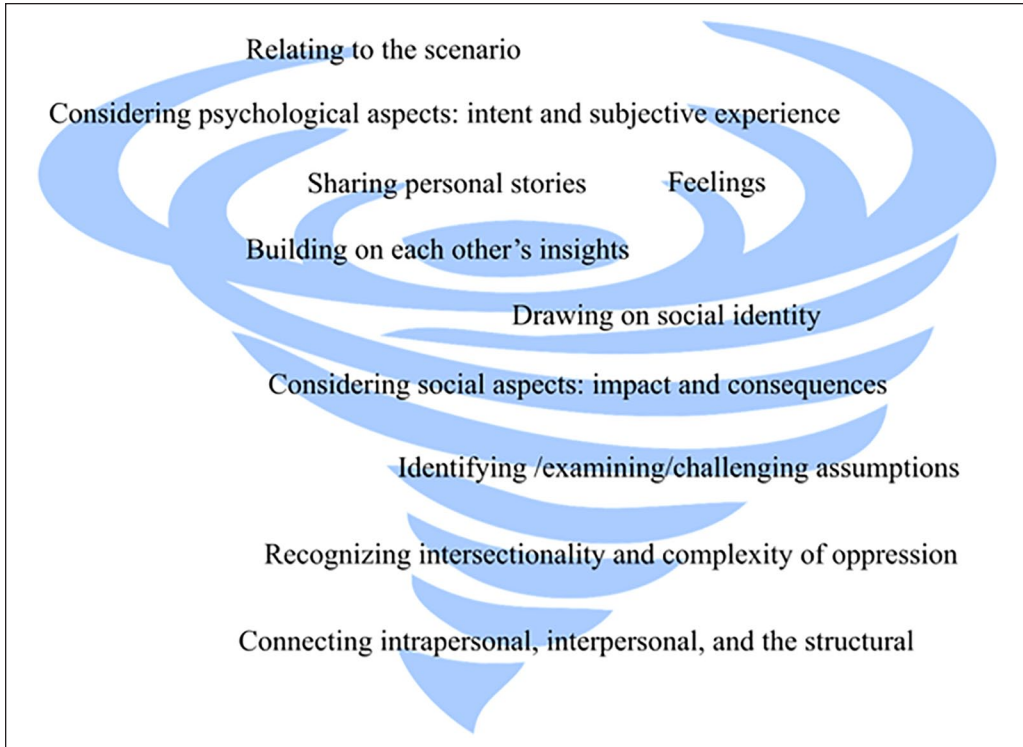 Relating to the scenario
Considering psychological aspects: intent and subjective experience
Sharing personal stories
Feelings
Building on each other’s insights
Drawing on social identity
Considering social aspects: impact and consequences
Identifying /examining/challenging assumptions
Recognizing intersectionality and complexity of oppression
Connecting intrapersonal, interpersonal, and the structural